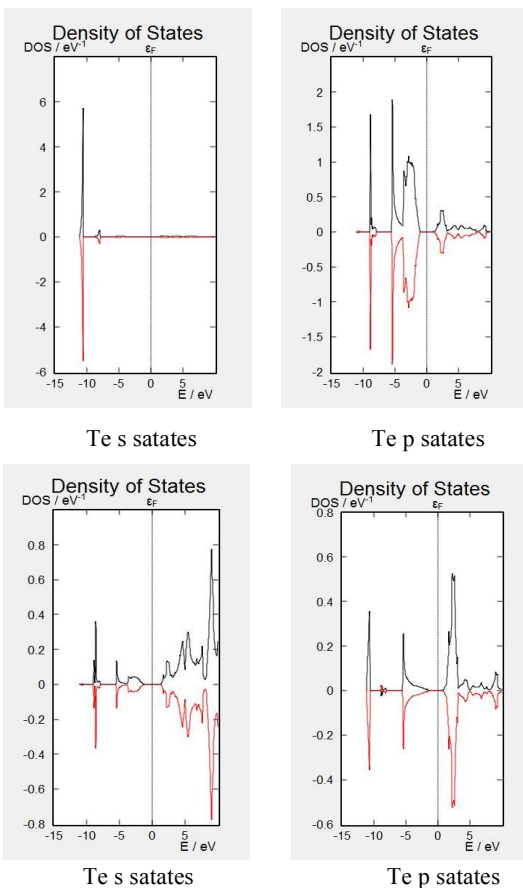 Density of States
DOS / eV-1
εF
6
4
2
0
-2
-4
-6
-15 -10 -5 0 5
E / eV
Te s satates
Density of States
DOS / eV-1
εF
2
1.5
1
0.5
0
-0.5
-1
-1.5
-2
-15 -10 -5 0 5
E / eV
Te p satates
Density of States
DOS / eV-1
εF
0.8
0.6
0.4
0.2
0
-0.2
-0.4
-0.6
-0.8
-15 -10 -5 0 5 10
E / eV
Te s satates
Density of States
DOS / eV-1
εF
0.8
0.6
0.4
0.2
0
-0.2
-0.4
-0.6
-15 -10 -5 0 5
E / eV
Te p satates